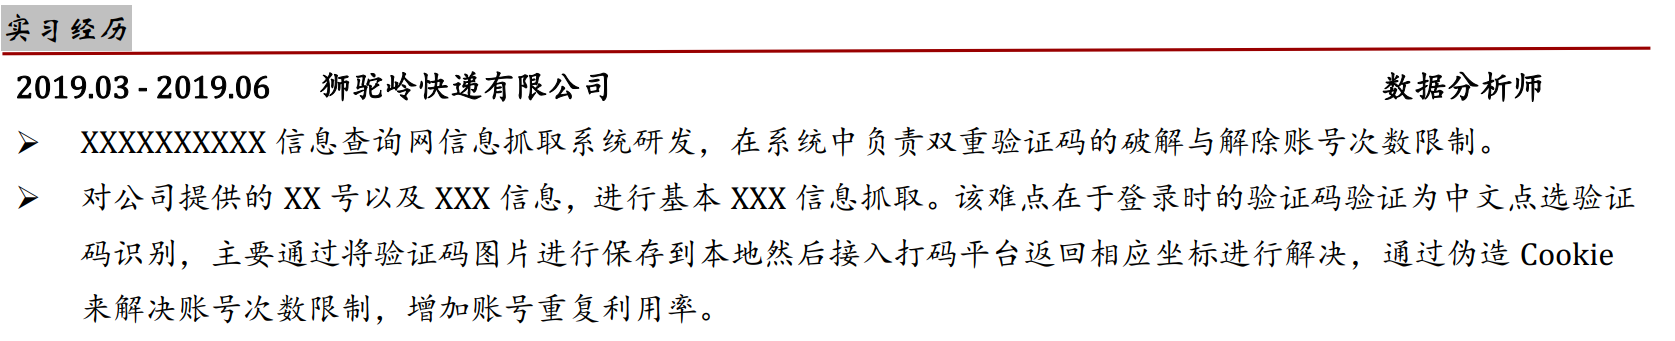 实习经历
2019.03 - 2019.06 狮驼岭快递有限公司 数据分析师
➢ XXXXXXXXXX 信息查询网信息抓取系统研发，在系统中负责双重验证码的破解与解除账号次数限制。
➢ 对公司提供的 XX 号以及 XXX 信息，进行基本 XXX 信息抓取。该难点在于登录时的验证码验证为中文点选验证
码识别，主要通过将验证码图片进行保存到本地然后接入打码平台返回相应坐标进行解决，通过伪造 Cookie
来解决账号次数限制，增加账号重复利用率。